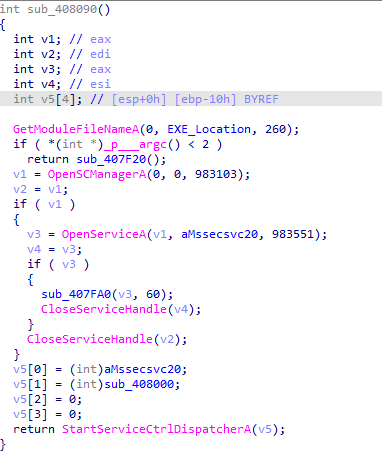 int sub_408090()
{
  int v1; // eax
  int v2; // edi
  int v3; // eax
  int v4; // esi
  int v5[4]; // [esp+0h] [ebp-10h] BYREF

  GetModuleFileNameA(0, EXE_Location, 260);
  if ( *(int *)_p___argc() < 2 )
    return sub_407F20();
  v1 = OpenSCManagerA(0, 0, 983103);
  v2 = v1;
  if ( v1 )
  {
    v3 = OpenServiceA(v1, aMssecsvc20, 983551);
    v4 = v3;
    if ( v3 )
    {
      sub_407FA0(v3, 60);
      CloseServiceHandle(v4);
    }
    CloseServiceHandle(v2);
  }
  v5[0] = (int)aMssecsvc20;
  v5[1] = (int)sub_408000;
  v5[2] = 0;
  v5[3] = 0;
  return StartServiceCtrlDispatcherA(v5);
}